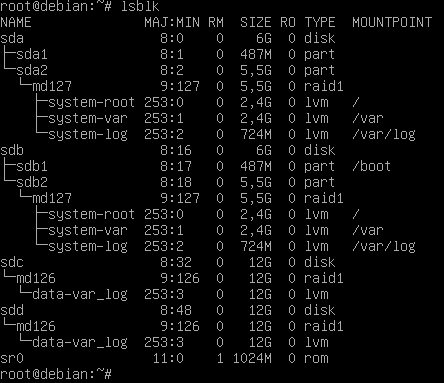 root@debian:~# lsblk
NAME                MAJ:MIN RM  SIZE RO TYPE  MOUNTPOINT
sda                   8:0    0    6G  0 disk
├─sda1                8:1    0  487M  0 part
└─sda2                8:2    0  5,5G  0 part
  └─md127             9:127  0  5,5G  0 raid1
    ├─system-root   253:0    0  2,4G  0 lvm   /
    ├─system-var    253:1    0  2,4G  0 lvm   /var
    └─system-log    253:2    0  724M  0 lvm   /var/log
sdb                   8:16   0    6G  0 disk
├─sdb1                8:17   0  487M  0 part  /boot
└─sdb2                8:18   0  5,5G  0 part
  └─md127             9:127  0  5,5G  0 raid1
    ├─system-root   253:0    0  2,4G  0 lvm   /
    ├─system-var    253:1    0  2,4G  0 lvm   /var
    └─system-log    253:2    0  724M  0 lvm   /var/log
sdc                   8:32   0   12G  0 disk
└─md126               9:126  0   12G  0 raid1
  └─data-var_log    253:3    0   12G  0 lvm
sdd                   8:48   0   12G  0 disk
└─md126               9:126  0   12G  0 raid1
  └─data-var_log    253:3    0   12G  0 lvm
sr0                  11:0    1 1024M  0 rom
root@debian:~#